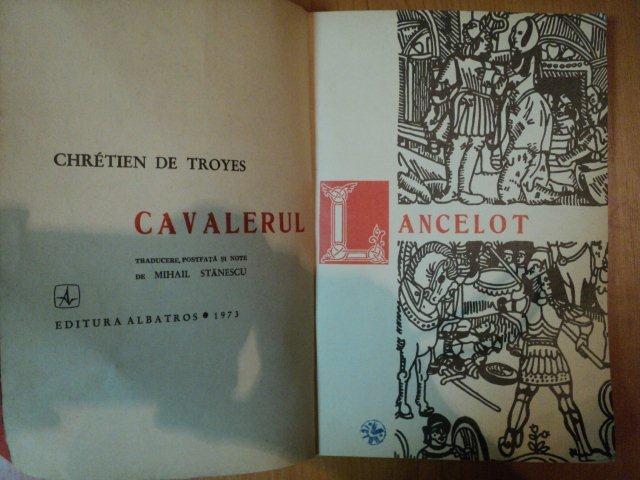 CHRÉTIEN DE TROYES
CAVALERUL LANCELOT
TRADUCERE, POSTFAȚĂ ȘI NOTE
DE MIHAIL STĂNESCU
EDITURA ALBATROS • 1973